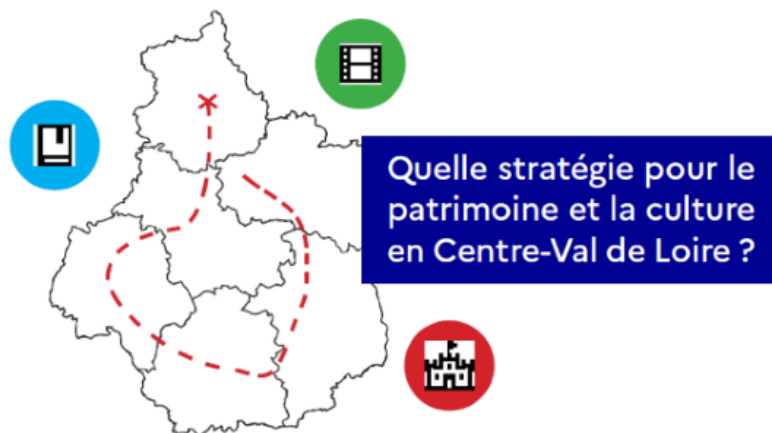 Quelle stratégie pour le
patrimoine et la culture
en Centre-Val de Loire ?